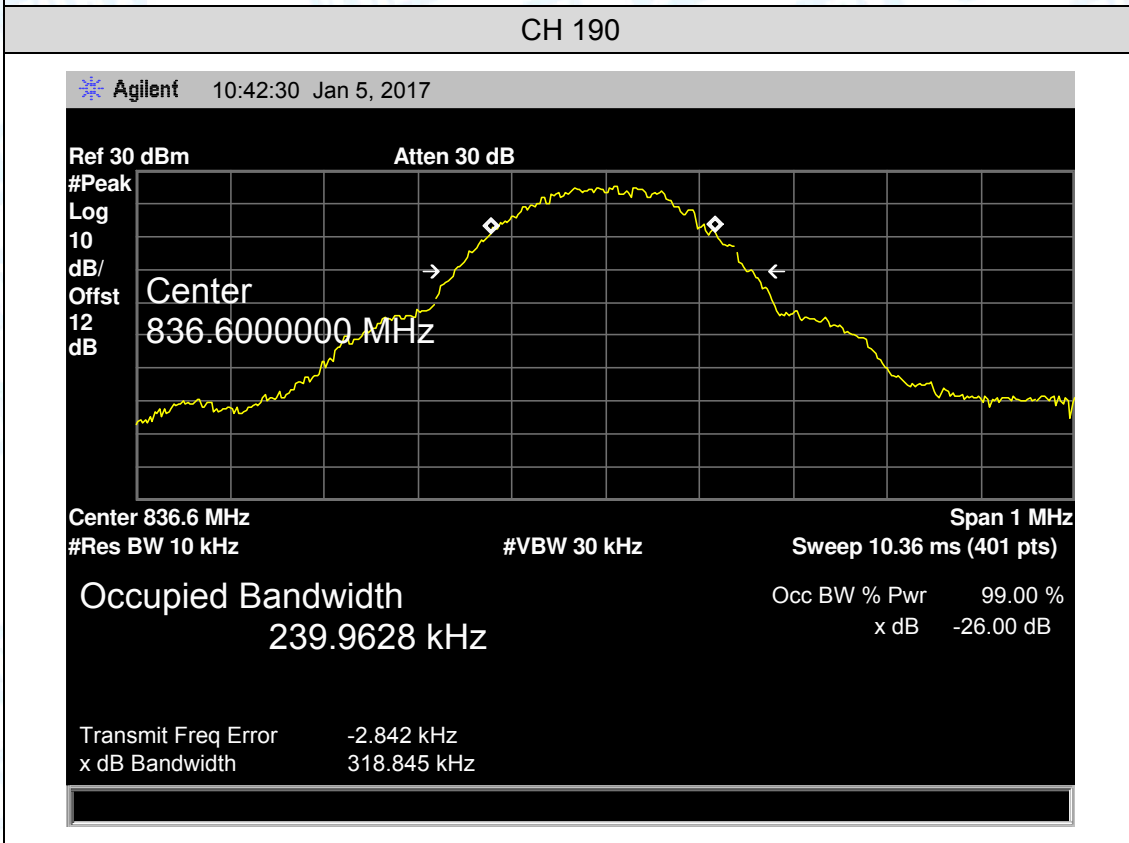 CH 190
Agilent 10:42:30 Jan 5, 2017
Ref 30 dBm Atten 30 dB
#Peak
Log
10
dB/
Offst
12
dB
Center
836.6000000 MHz
Center 836.6 MHz Span 1 MHz
#Res BW 10 kHz #VBW 30 kHz Sweep 10.36 ms (401 pts)
Occupied Bandwidth Occ BW % Pwr 99.00 %
239.9628 kHz x dB -26.00 dB
Transmit Freq Error -2.842 kHz
x dB Bandwidth 318.845 kHz